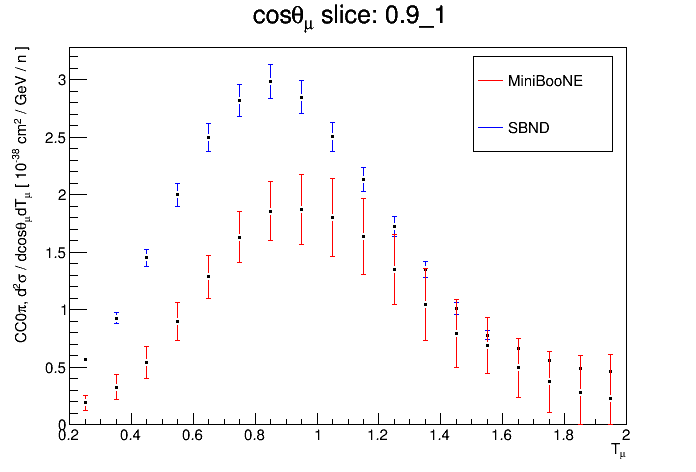 cosθμ slice: 0.9_1
CC0π, d²σ / dcosθμdTμ [ 10⁻³⁸ cm² / GeV / n ]
3
2.5
2
1.5
1
0.5
0
MiniBooNE
SBND
0.2 0.4 0.6 0.8 1 1.2 1.4 1.6 1.8 2
Tμ